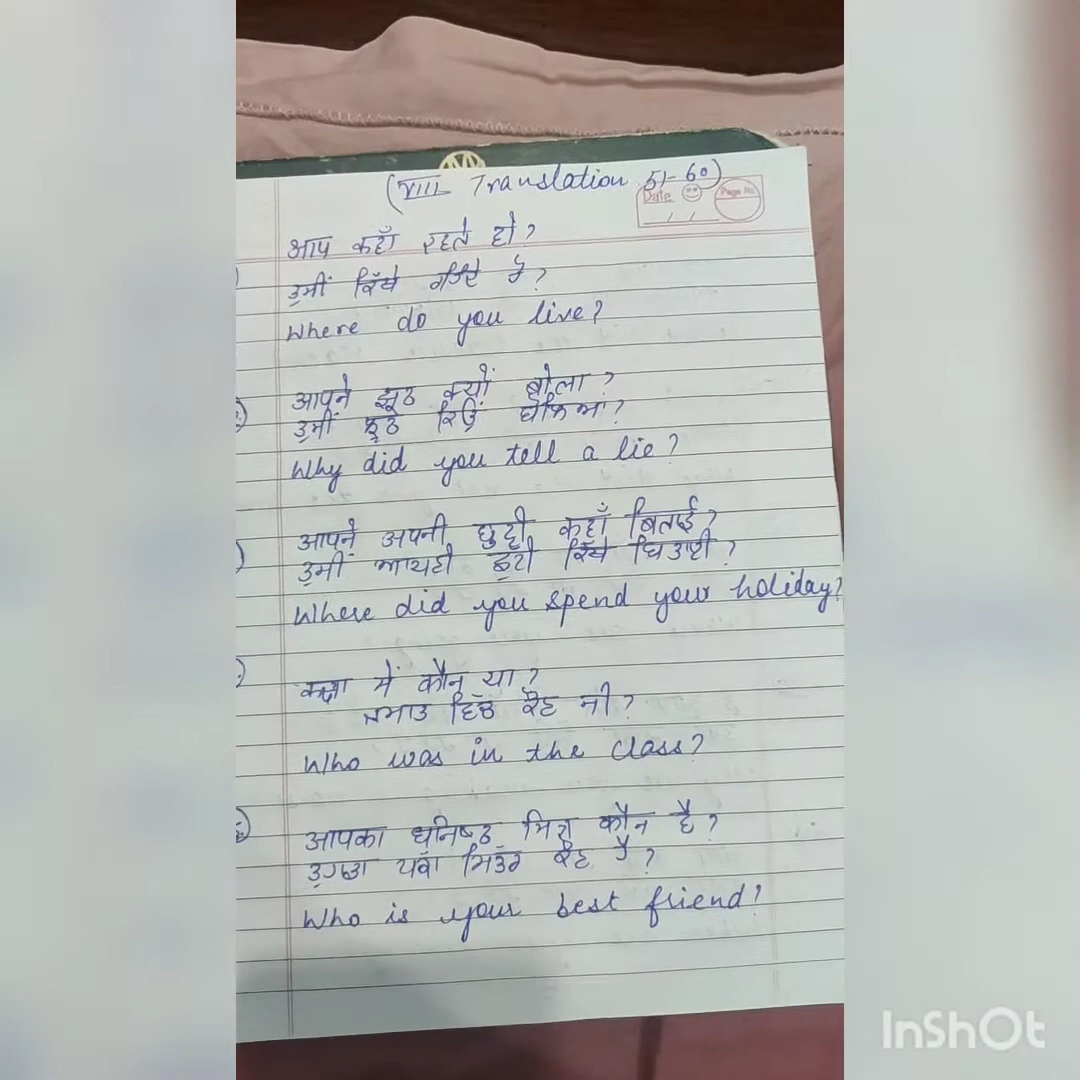 (VIII Translation 51-60)
Date
Page No.
आप कहाँ रहते हो?
ਤੁਸੀਂ ਕਿੱਥੇ ਰਹਿੰਦੇ ਹੋ?
Where do you live?
आपने झूठ क्यों बोला?
ਤੁਸੀਂ ਝੂਠ ਕਿਉਂ ਬੋਲਿਆ?
Why did you tell a lie?
आपने अपनी छुट्टी कहाँ बिताई?
ਤੁਸੀਂ ਆਪਣੀ ਛੁਟੀ ਕਿੱਥੇ ਬਿਤਾਈ?
Where did you spend your holiday?
कक्षा में कौन था?
ਜਮਾਤ ਵਿੱਚ ਕੌਣ ਸੀ?
Who was in the class?
आपका घनिष्ठ मित्र कौन है?
ਤੁਹਾਡਾ ਪੱਕਾ ਮਿੱਤਰ ਕੌਣ ਹੈ?
Who is your best friend?
InShOt